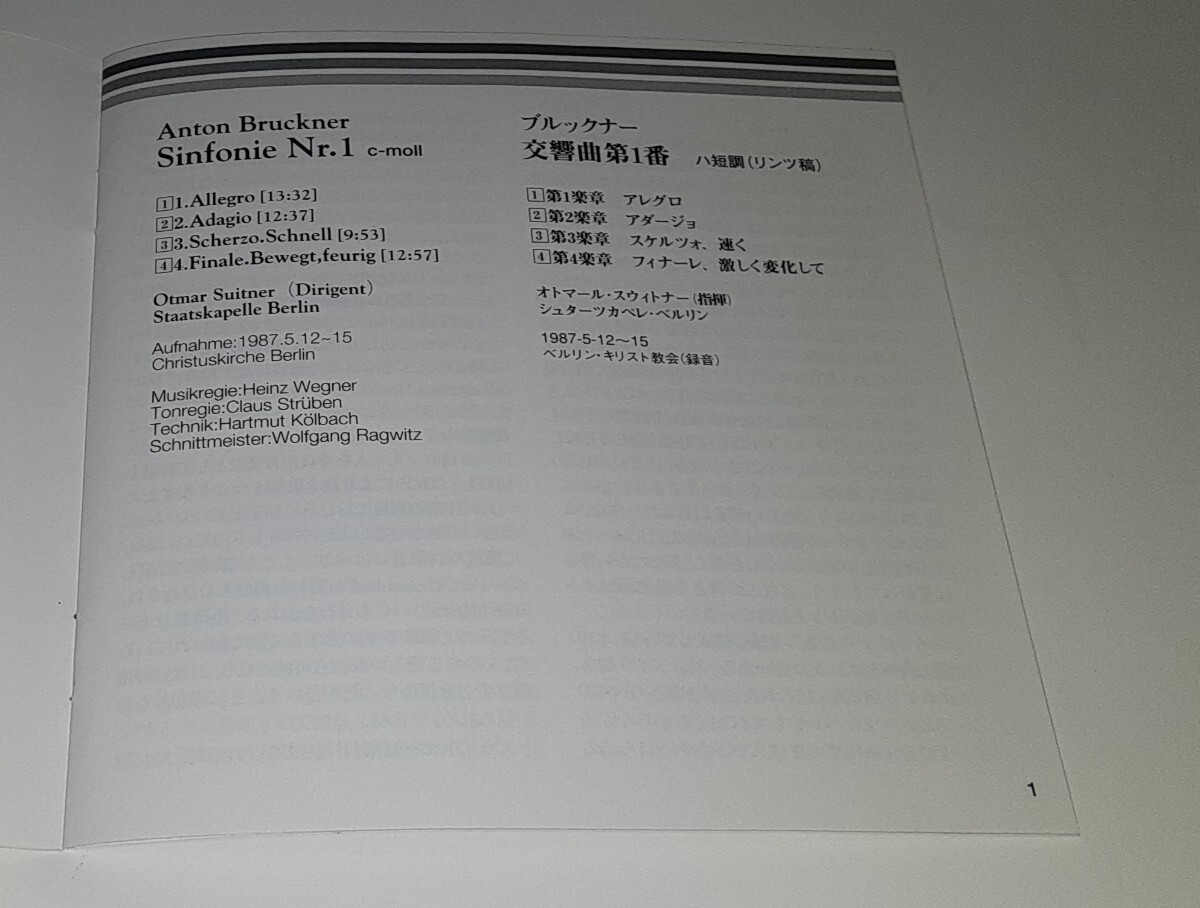 Anton Bruckner
Sinfonie Nr.1 c-moll
1 1.Allegro [13:32]
2 2.Adagio [12:37]
3 3.Scherzo.Schnell [9:53]
4 4.Finale.Bewegt,feurig [12:57]
Otmar Suitner (Dirigent)
Staatskapelle Berlin
Aufnahme:1987.5.12~15
Christuskirche Berlin
Musikregie:Heinz Wegner
Tonregie:Claus Strüben
Technik:Hartmut Kölbach
Schnittmeister:Wolfgang Ragwitz
ブルックナー
交響曲第1番 ハ短調(リンツ稿)
1 第1楽章 アレグロ
2 第2楽章 アダージョ
3 第3楽章 スケルツォ、速く
4 第4楽章 フィナーレ、激しく変化して
オトマール・スウィトナー(指揮)
シュターツカペレ・ベルリン
1987-5-12~15
ベルリン・キリスト教会(録音)
1